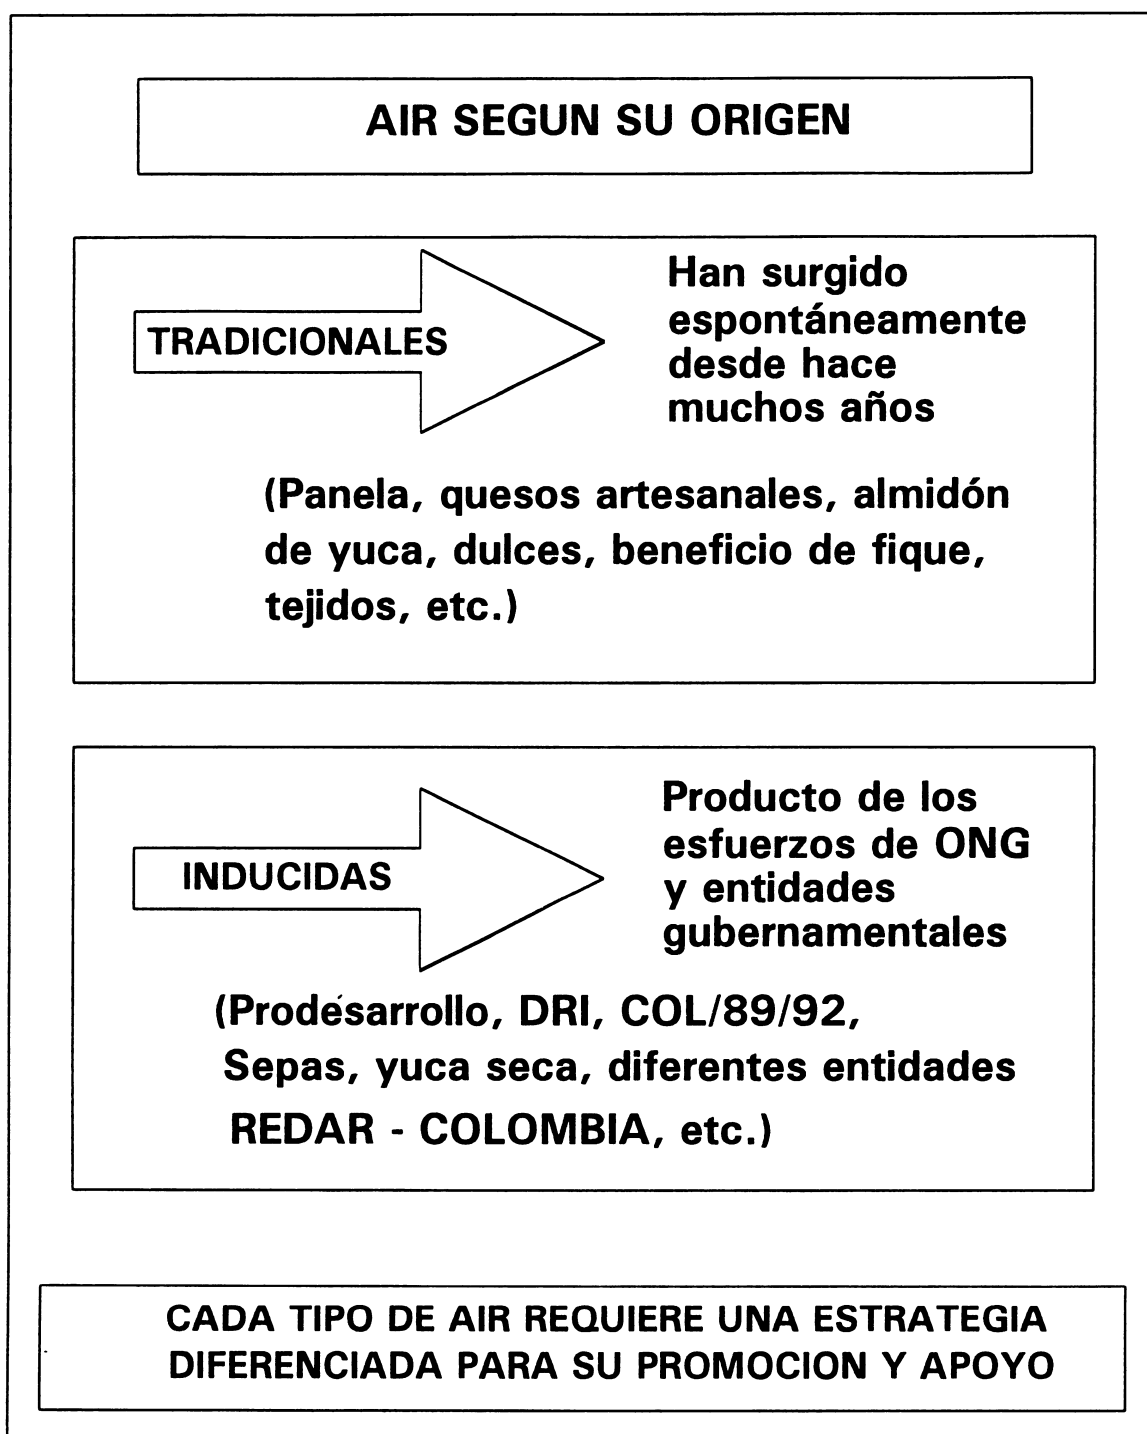 AIR SEGUN SU ORIGEN
TRADICIONALES
Han surgido
espontáneamente
desde hace
muchos años
(Panela, quesos artesanales, almidón
de yuca, dulces, beneficio de fique,
tejidos, etc.)
INDUCIDAS
Producto de los
esfuerzos de ONG
y entidades
gubernamentales
(Prodesarrollo, DRI, COL/89/92,
Sepas, yuca seca, diferentes entidades
REDAR - COLOMBIA, etc.)
CADA TIPO DE AIR REQUIERE UNA ESTRATEGIA
DIFERENCIADA PARA SU PROMOCION Y APOYO